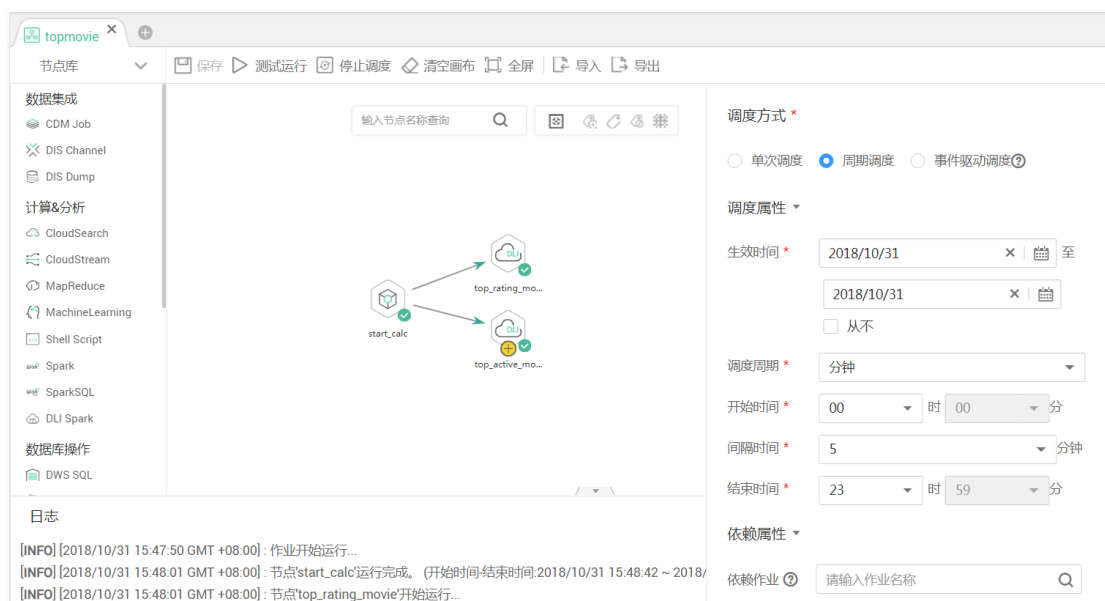 topmovie
节点库
保存 测试运行 停止调度 清空画布 全屏 导入 导出
数据集成
CDM Job
DIS Channel
DIS Dump
计算&分析
CloudSearch
CloudStream
MapReduce
MachineLearning
Shell Script
Spark
SparkSQL
DLI Spark
数据库操作
DWS SQL
输入节点名称查询
DLI
top_rating_mo...
start_calc
DLI
top_active_mo...
调度方式 *
单次调度 周期调度 事件驱动调度?
调度属性
生效时间 * 2018/10/31 至
2018/10/31
从不
调度周期 * 分钟
开始时间 * 00 时 00 分
间隔时间 * 5 分钟
结束时间 * 23 时 59 分
依赖属性
依赖作业 ? 请输入作业名称
日志
[INFO] [2018/10/31 15:47:50 GMT +08:00] : 作业开始运行...
[INFO] [2018/10/31 15:48:01 GMT +08:00] : 节点'start_calc'运行完成。 (开始时间-结束时间:2018/10/31 15:48:42 ~ 2018/
[INFO] [2018/10/31 15:48:01 GMT +08:00] : 节点'top_rating_movie'开始运行...